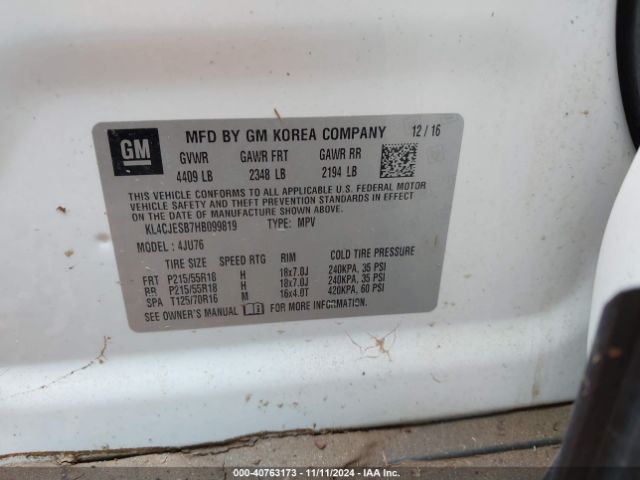 GM
MFD BY GM KOREA COMPANY 12/16
GVWR GAWR FRT GAWR RR
4409 LB 2348 LB 2194 LB
THIS VEHICLE CONFORMS TO ALL APPLICABLE U.S. FEDERAL MOTOR
VEHICLE SAFETY AND THEFT PREVENTION STANDARDS IN EFFECT
ON THE DATE OF MANUFACTURE SHOWN ABOVE.
KL4CJESB7HB099819 TYPE: MPV
MODEL: 4JU76
TIRE SIZE SPEED RTG RIM COLD TIRE PRESSURE
FRT P215/55R18 H 18x7.0J 240KPA, 35 PSI
RR P215/55R18 H 18x7.0J 240KPA, 35 PSI
SPA T125/70R16 M 16x4.0T 420KPA, 60 PSI
SEE OWNER'S MANUAL FOR MORE INFORMATION.
000-40763173 - 11/11/2024 - IAA Inc.